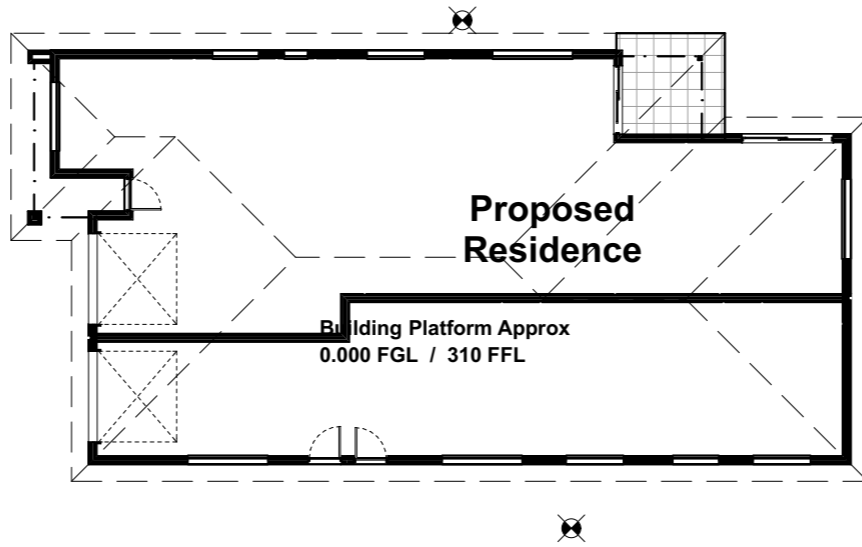 Proposed
Residence
Building Platform Approx
0.000 FGL / 310 FFL